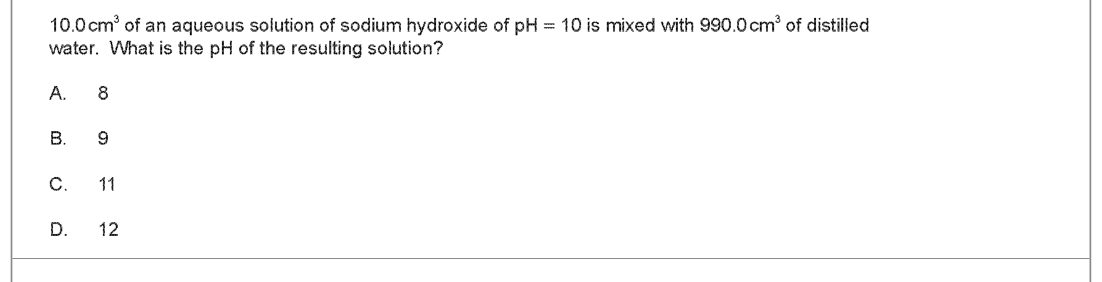 10.0 cm³ of an aqueous solution of sodium hydroxide of pH = 10 is mixed with 990.0 cm³ of distilled
water. What is the pH of the resulting solution?
A. 8
B. 9
C. 11
D. 12